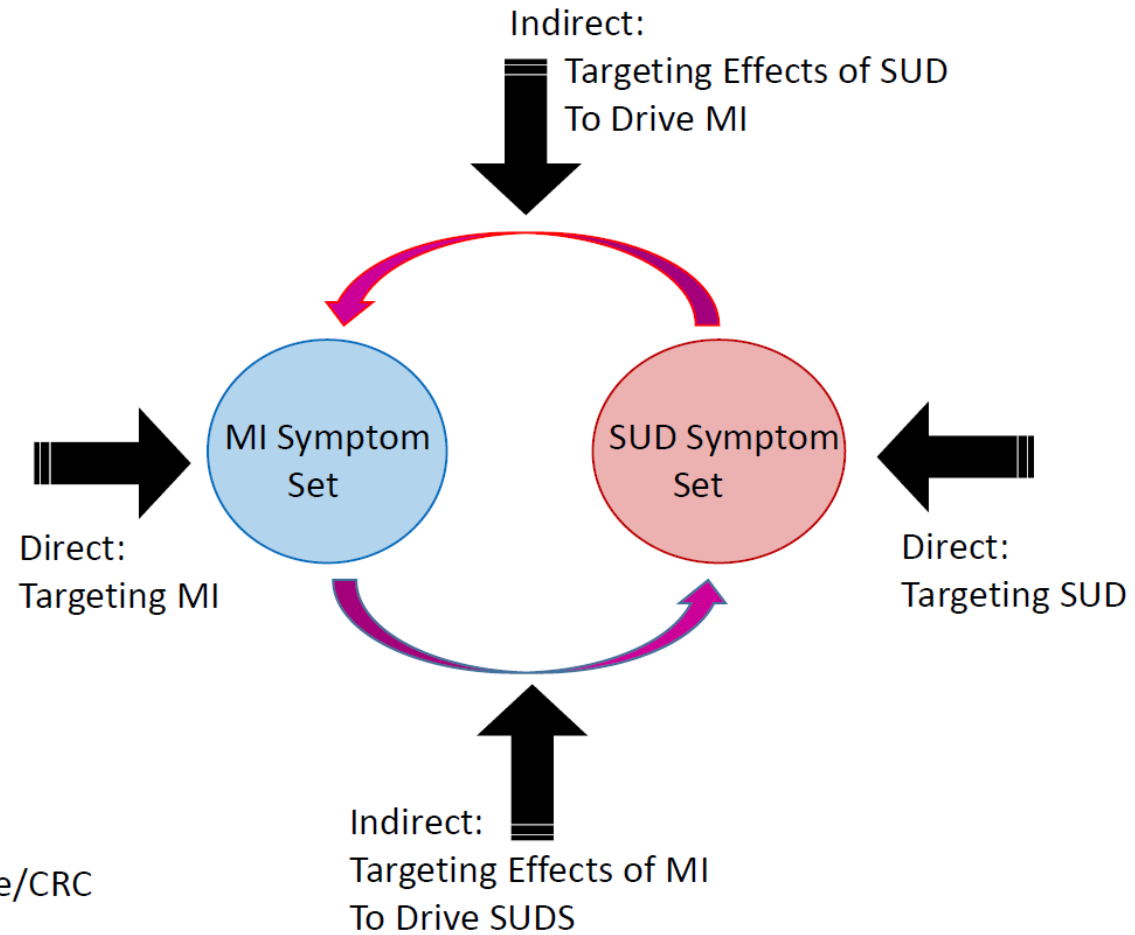 Indirect:
Targeting Effects of SUD
To Drive MI
MI Symptom
Set
SUD Symptom
Set
Direct:
Targeting MI
Direct:
Targeting SUD
Indirect:
Targeting Effects of MI
To Drive SUDS
e/CRC